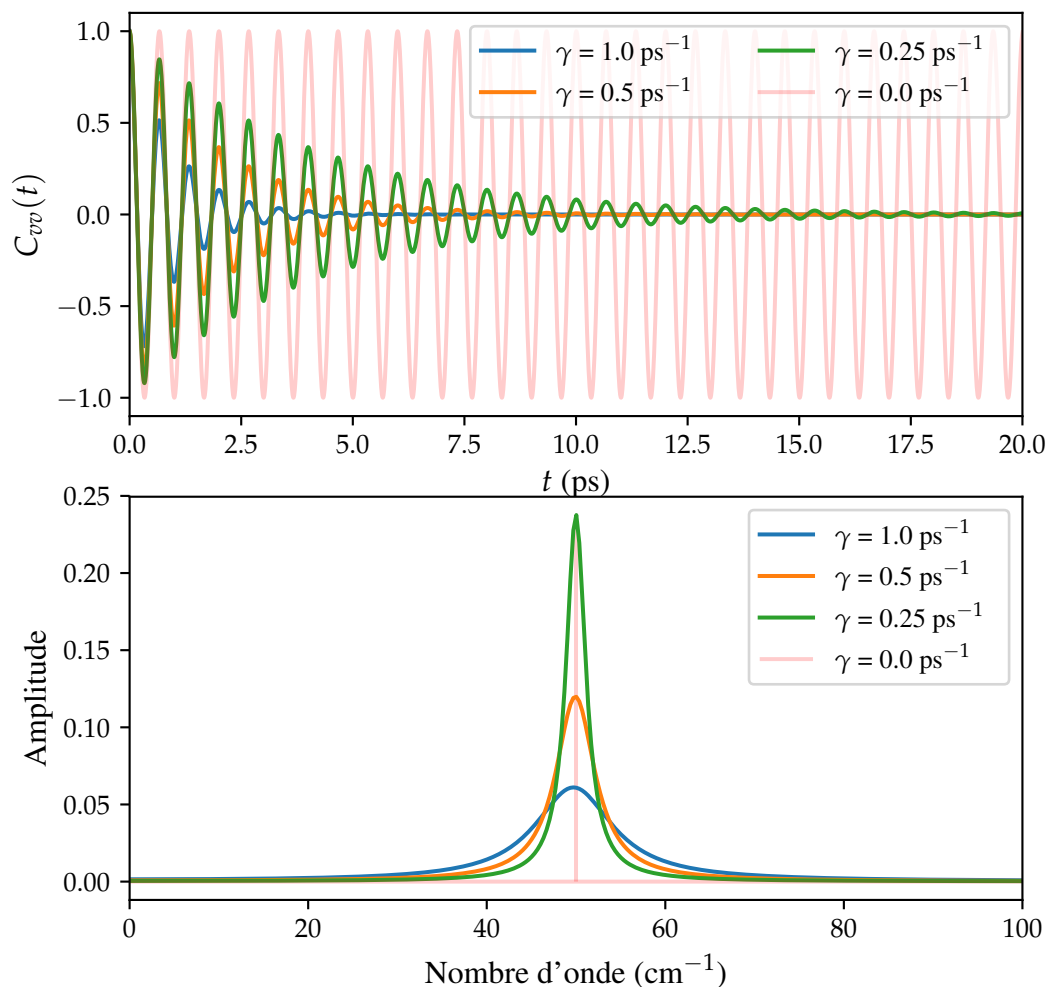 1.0
0.5
0.0
−0.5
−1.0
C_{vv}(t)
γ = 1.0 ps⁻¹
γ = 0.5 ps⁻¹
γ = 0.25 ps⁻¹
γ = 0.0 ps⁻¹
0.0 2.5 5.0 7.5 10.0 12.5 15.0 17.5 20.0
t (ps)
0.25
0.20
0.15
0.10
0.05
0.00
Amplitude
γ = 1.0 ps⁻¹
γ = 0.5 ps⁻¹
γ = 0.25 ps⁻¹
γ = 0.0 ps⁻¹
0 20 40 60 80 100
Nombre d'onde (cm⁻¹)